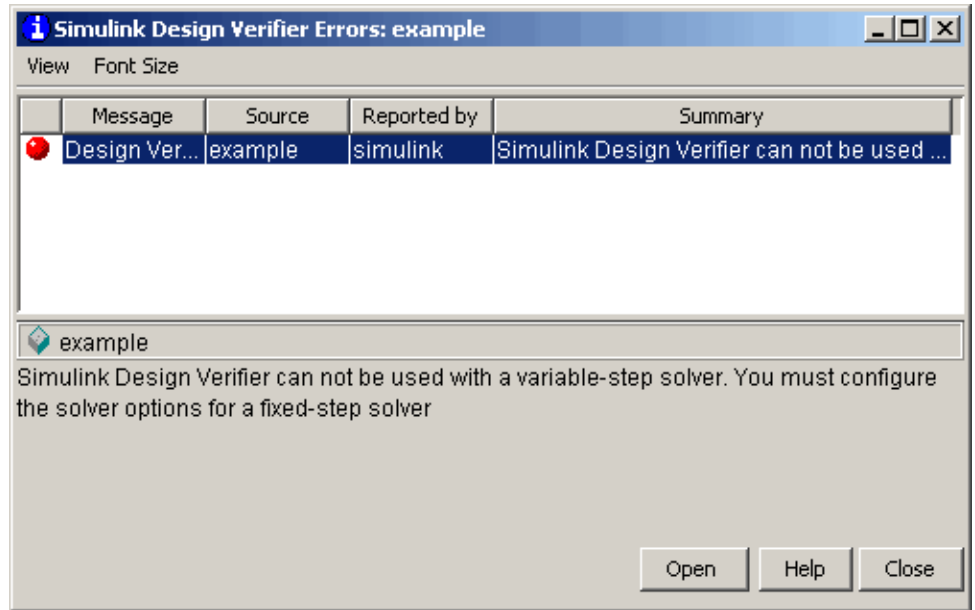 Simulink Design Verifier Errors: example
View Font Size
Message Source Reported by Summary
Design Ver... example simulink Simulink Design Verifier can not be used ...
example
Simulink Design Verifier can not be used with a variable-step solver. You must configure
the solver options for a fixed-step solver
Open Help Close